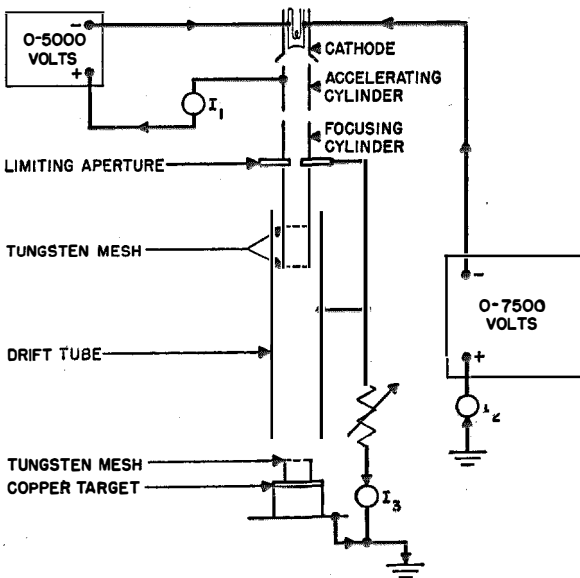 -
0-5000
VOLTS
+
I1
CATHODE
ACCELERATING
CYLINDER
FOCUSING
CYLINDER
LIMITING APERTURE
TUNGSTEN MESH
-
0-7500
VOLTS
+
I2
DRIFT TUBE
TUNGSTEN MESH
COPPER TARGET
I3